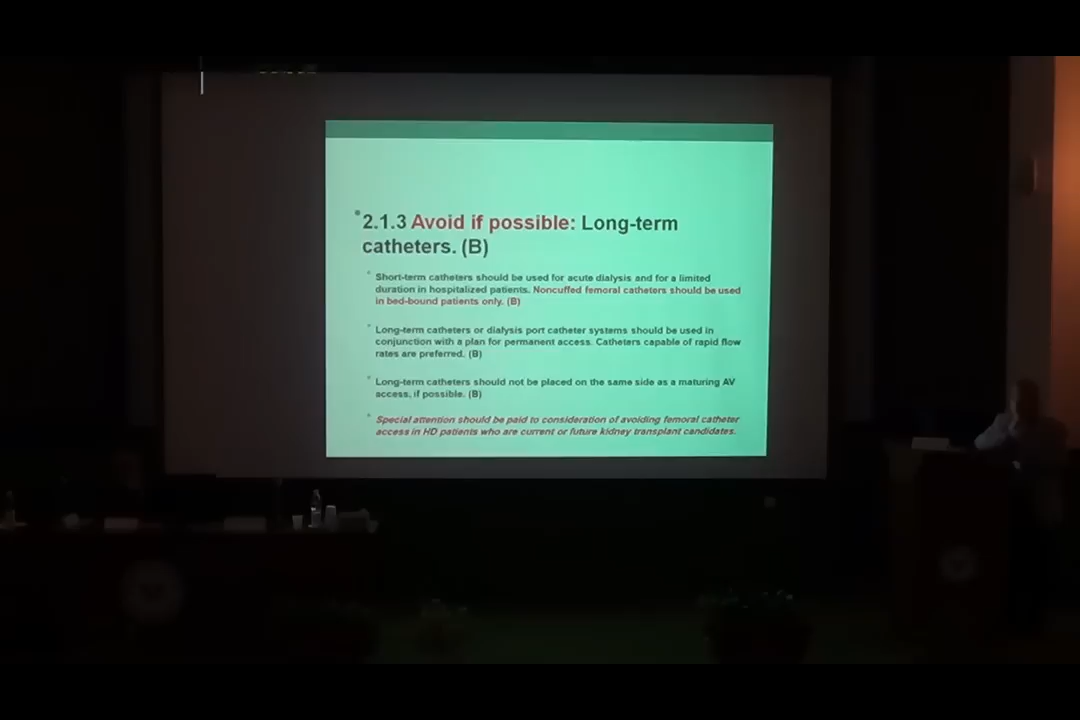 2.1.3 Avoid if possible: Long-term
catheters. (B)
Short-term catheters should be used for acute dialysis and for a limited
duration in hospitalized patients. Noncuffed femoral catheters should be used
in bed-bound patients only. (B)
Long-term catheters or dialysis port catheter systems should be used in
conjunction with a plan for permanent access. Catheters capable of rapid flow
rates are preferred. (B)
Long-term catheters should not be placed on the same side as a maturing AV
access, if possible. (B)
Special attention should be paid to consideration of avoiding femoral catheter
access in HD patients who are current or future kidney transplant candidates.